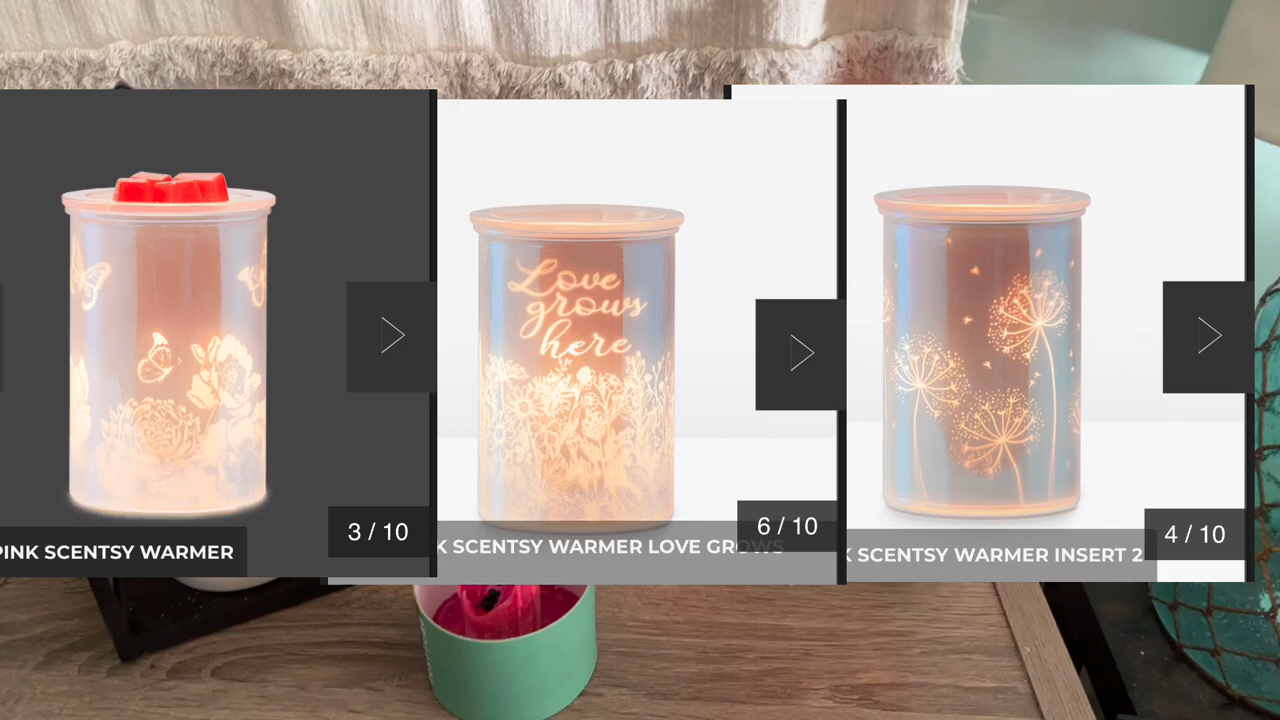 Love
grows
here
3 / 10
6 / 10
4 / 10
PINK SCENTSY WARMER
K SCENTSY WARMER LOVE GROWS
K SCENTSY WARMER INSERT 2